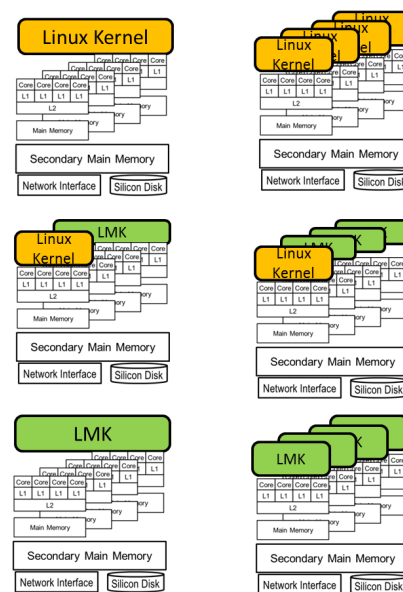 Linux Kernel
Core Core Core Core
L1 L1 L1 L1
L2
Main Memory
Secondary Main Memory
Network Interface
Silicon Disk
Linux
Linux
Linux
Kernel
Core Core Core Core
L1 L1 L1 L1
L2
Main Memory
Secondary Main Memory
Network Interface
Silicon Disk
LMK
Linux
Kernel
Core Core Core Core
L1 L1 L1 L1
L2
Main Memory
Secondary Main Memory
Network Interface
Silicon Disk
Linux
Kernel
Core Core Core Core
L1 L1 L1 L1
L2
Main Memory
Secondary Main Memory
Network Interface
Silicon Disk
LMK
Core Core Core Core
L1 L1 L1 L1
L2
Main Memory
Secondary Main Memory
Network Interface
Silicon Disk
LMK
Core Core Core Core
L1 L1 L1 L1
L2
Main Memory
Secondary Main Memory
Network Interface
Silicon Disk